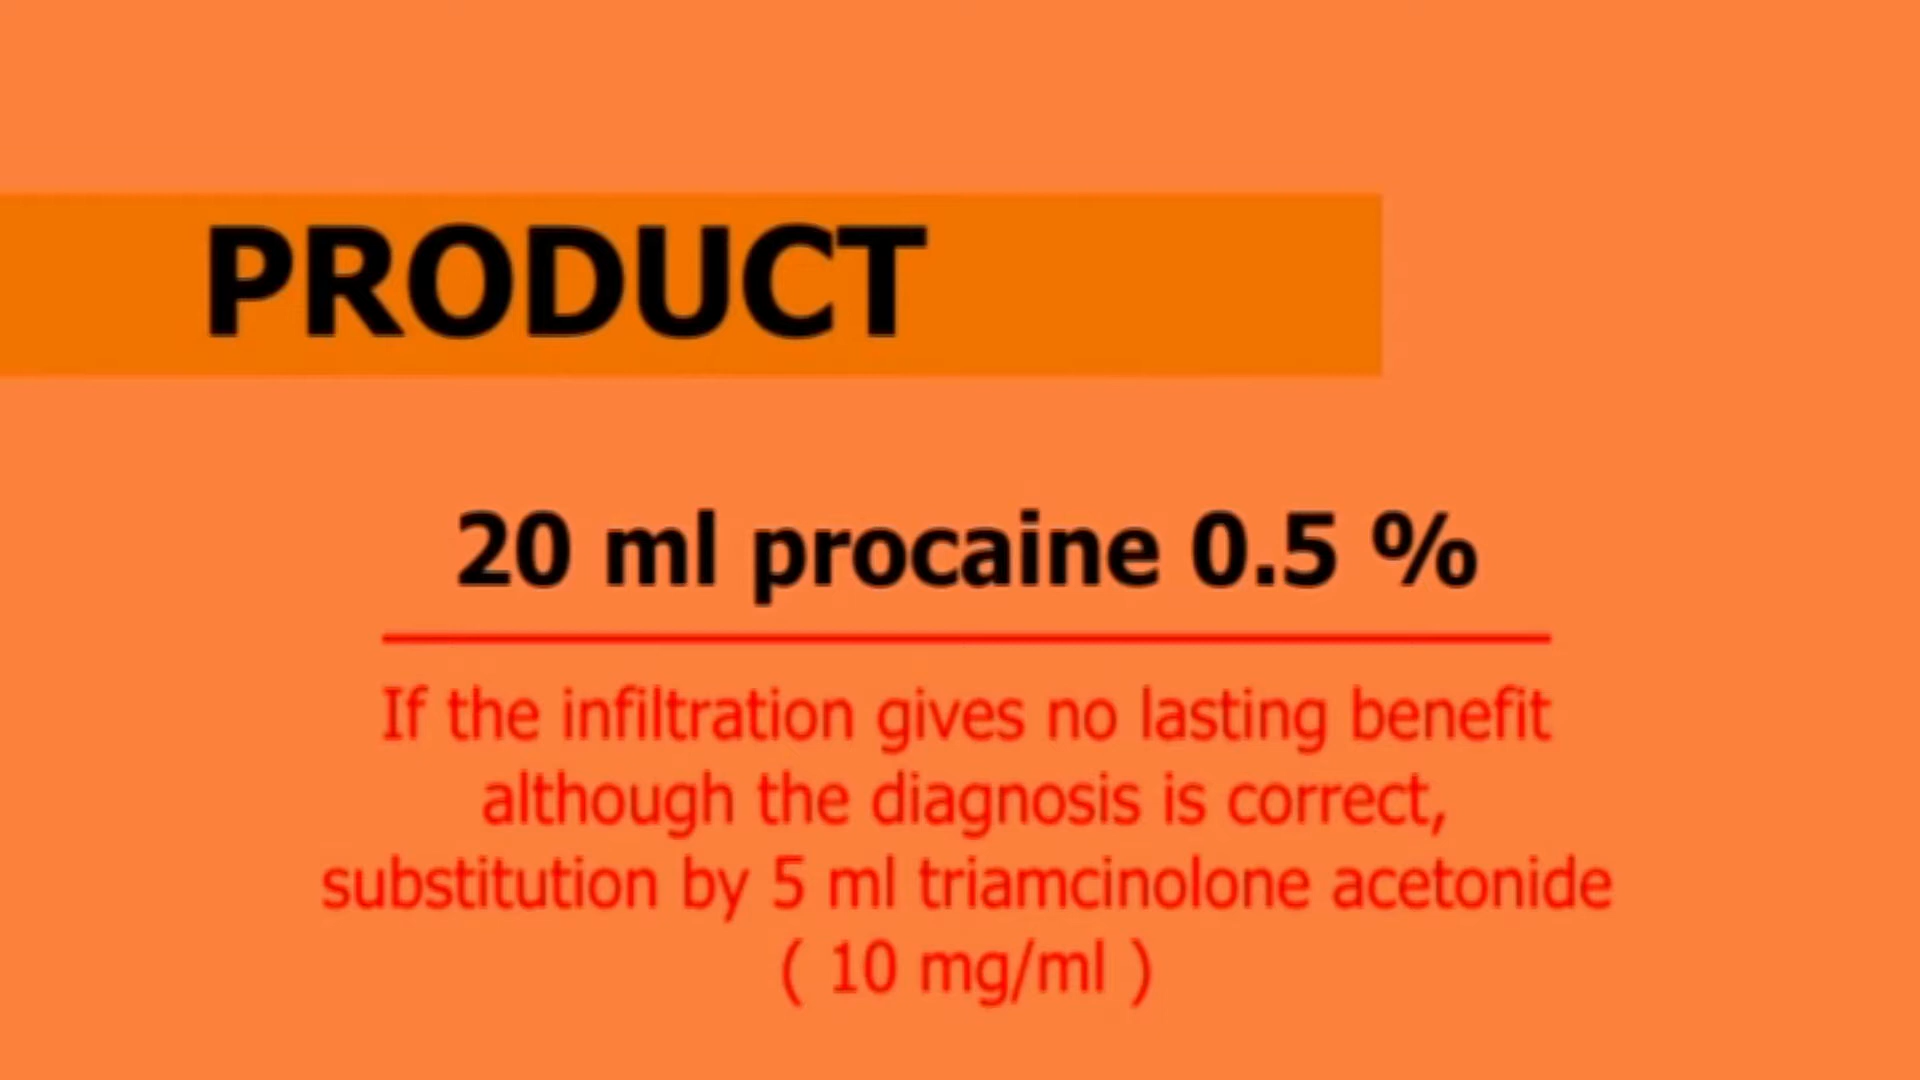 PRODUCT
20 ml procaine 0.5 %
If the infiltration gives no lasting benefit
although the diagnosis is correct,
substitution by 5 ml triamcinolone acetonide
( 10 mg/ml )